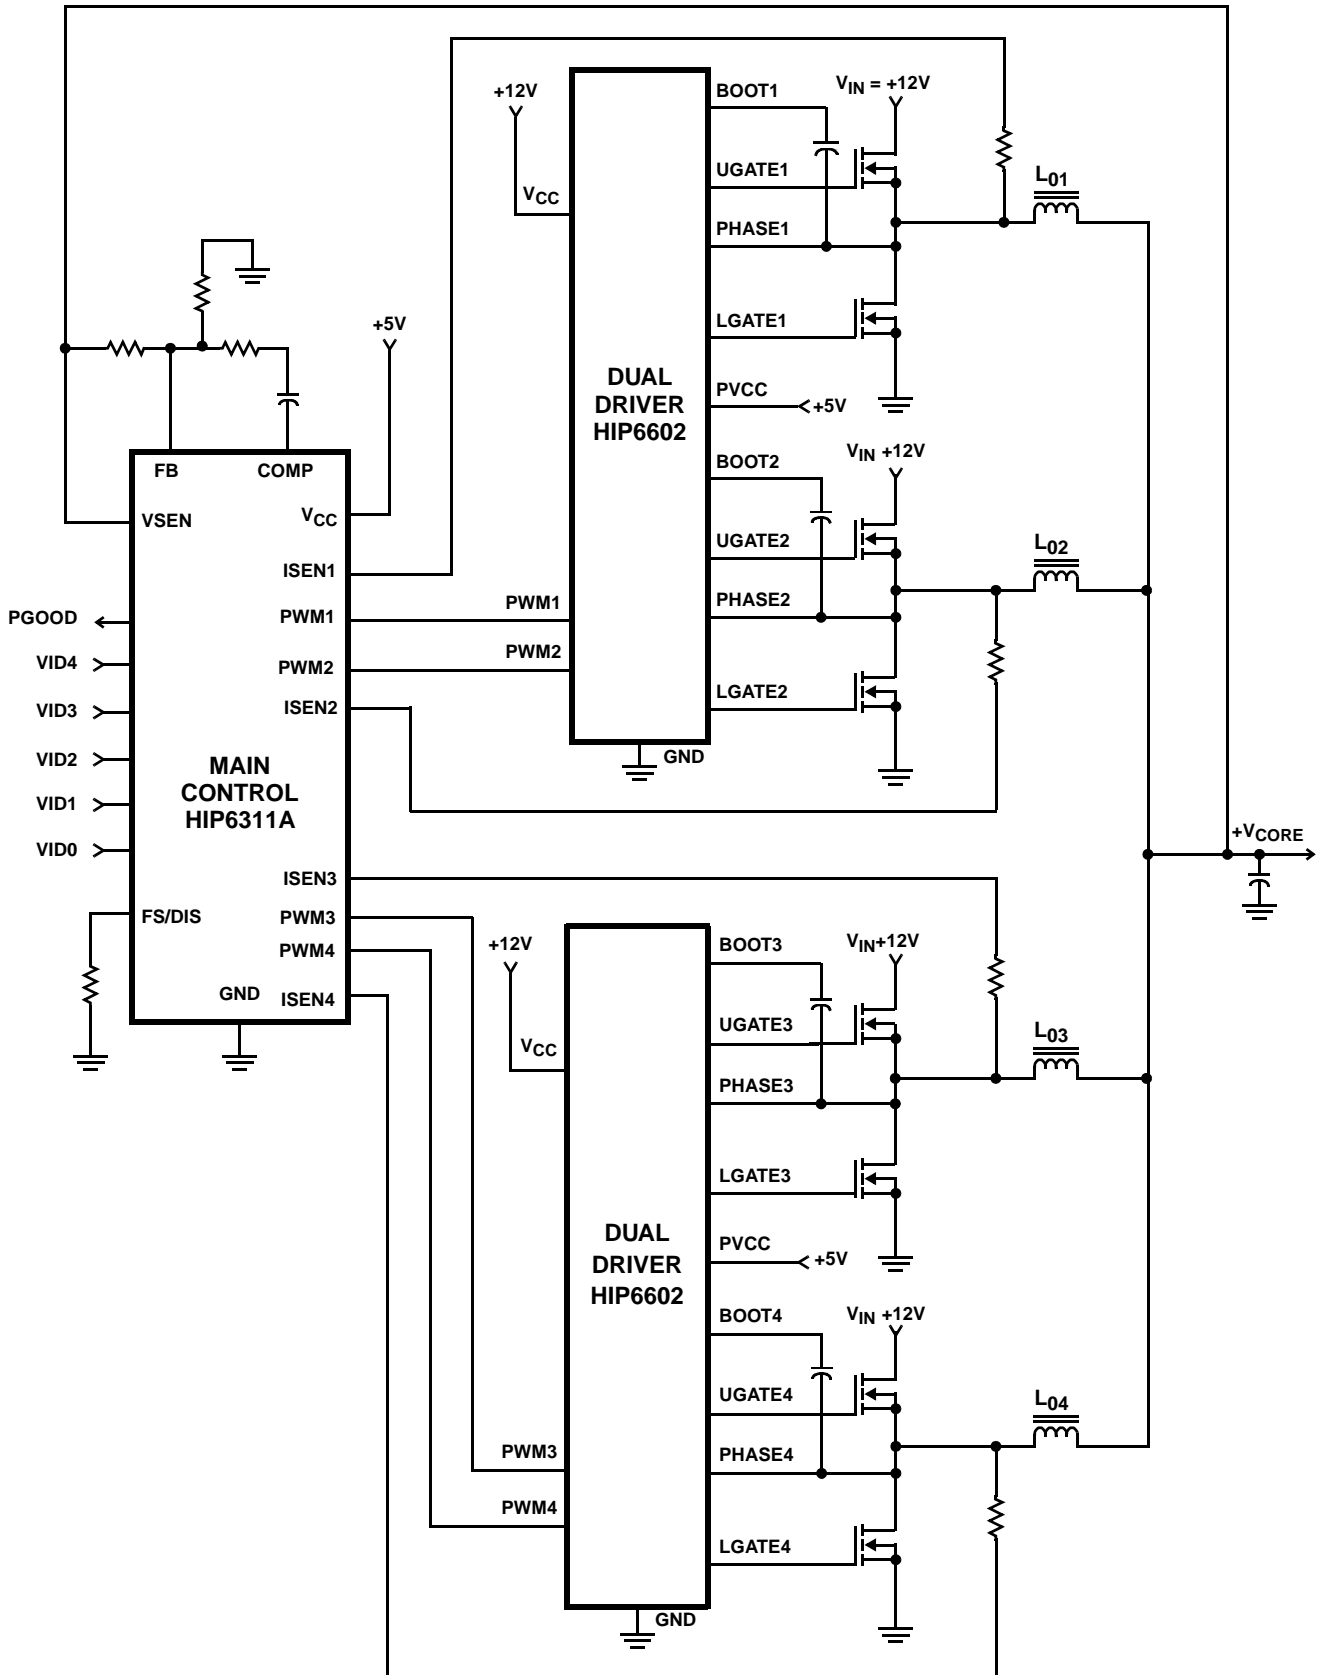 +12V
BOOT1
VIN = +12V
UGATE1
VCC
L01
PHASE1
LGATE1
+5V
DUAL
DRIVER
HIP6602
PVCC
+5V
BOOT2
VIN +12V
FB
COMP
VSEN
VCC
UGATE2
L02
ISEN1
PHASE2
PGOOD
PWM1
PWM1
VID4
PWM2
PWM2
LGATE2
VID3
ISEN2
VID2
GND
MAIN
CONTROL
HIP6311A
VID1
VID0
+VCORE
ISEN3
FS/DIS
PWM3
PWM4
GND
ISEN4
+12V
BOOT3
VIN+12V
UGATE3
VCC
L03
PHASE3
LGATE3
DUAL
DRIVER
HIP6602
PVCC
+5V
BOOT4
VIN +12V
UGATE4
L04
PWM3
PHASE4
PWM4
LGATE4
GND